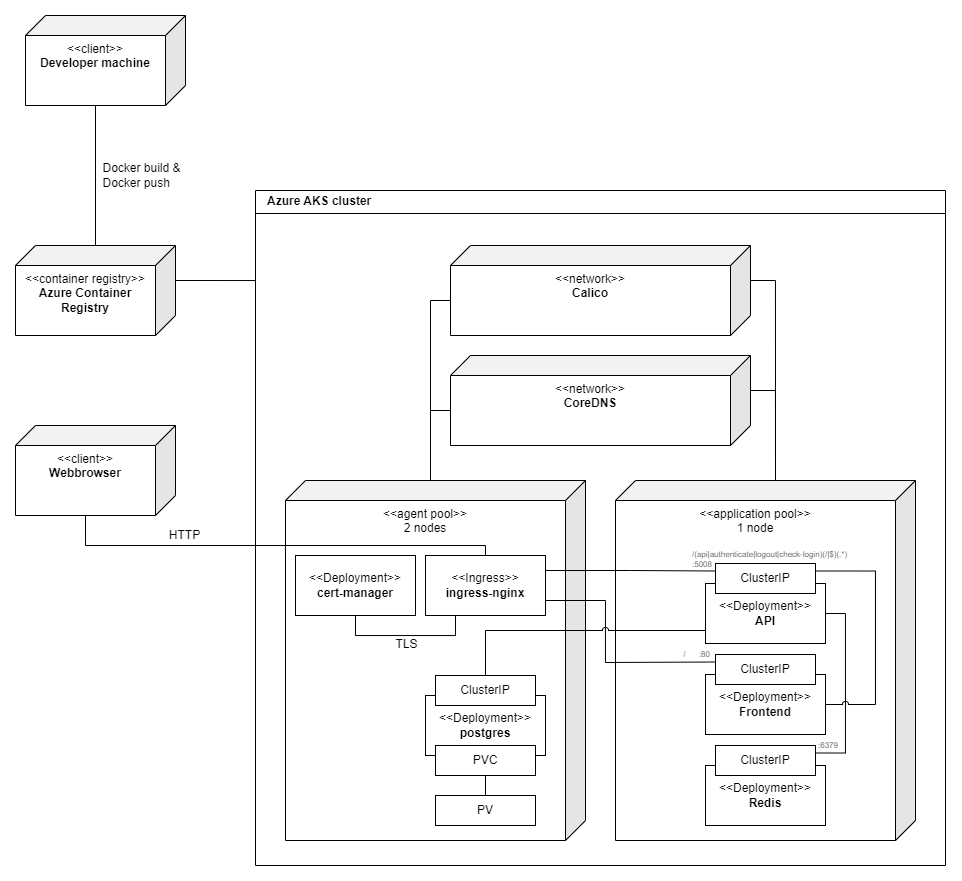 <<client>>
Developer machine
Docker build &
Docker push
Azure AKS cluster
<<container registry>>
Azure Container
Registry
<<network>>
Calico
<<network>>
CoreDNS
<<client>>
Webbrowser
HTTP
<<agent pool>>
2 nodes
<<Deployment>>
cert-manager
<<Ingress>>
ingress-nginx
TLS
ClusterIP
<<Deployment>>
postgres
PVC
PV
<<application pool>>
1 node
/(api|authenticate|logout|check-login)(/|$)(.*)
:5008
ClusterIP
<<Deployment>>
API
/ :80
ClusterIP
<<Deployment>>
Frontend
:6379
ClusterIP
<<Deployment>>
Redis